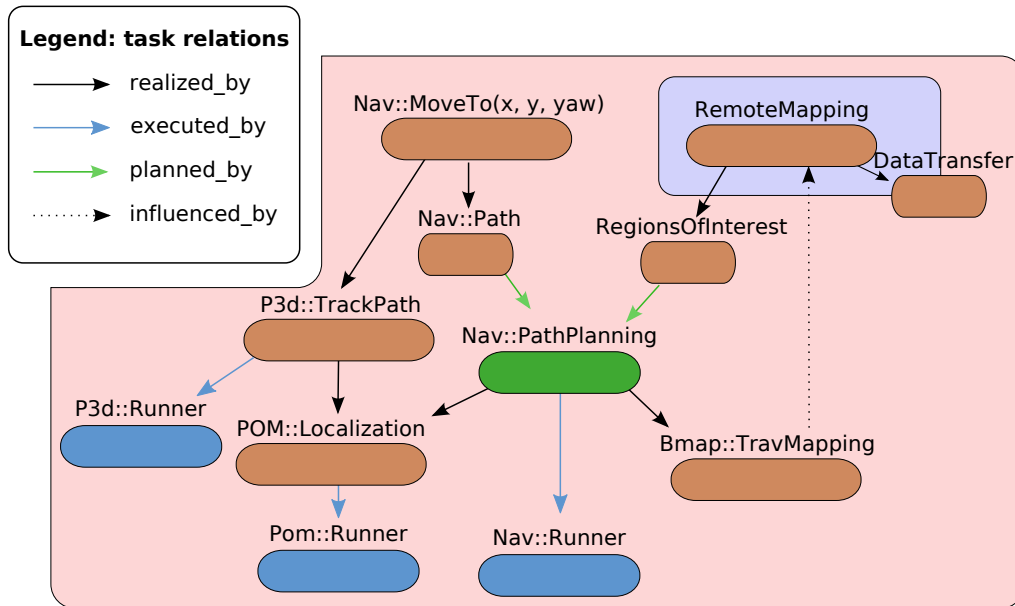 Legend: task relations
realized_by
executed_by
planned_by
influenced_by
Nav::MoveTo(x, y, yaw)
RemoteMapping
DataTransfer
Nav::Path
RegionsOfInterest
P3d::TrackPath
Nav::PathPlanning
P3d::Runner
POM::Localization
Bmap::TravMapping
Pom::Runner
Nav::Runner